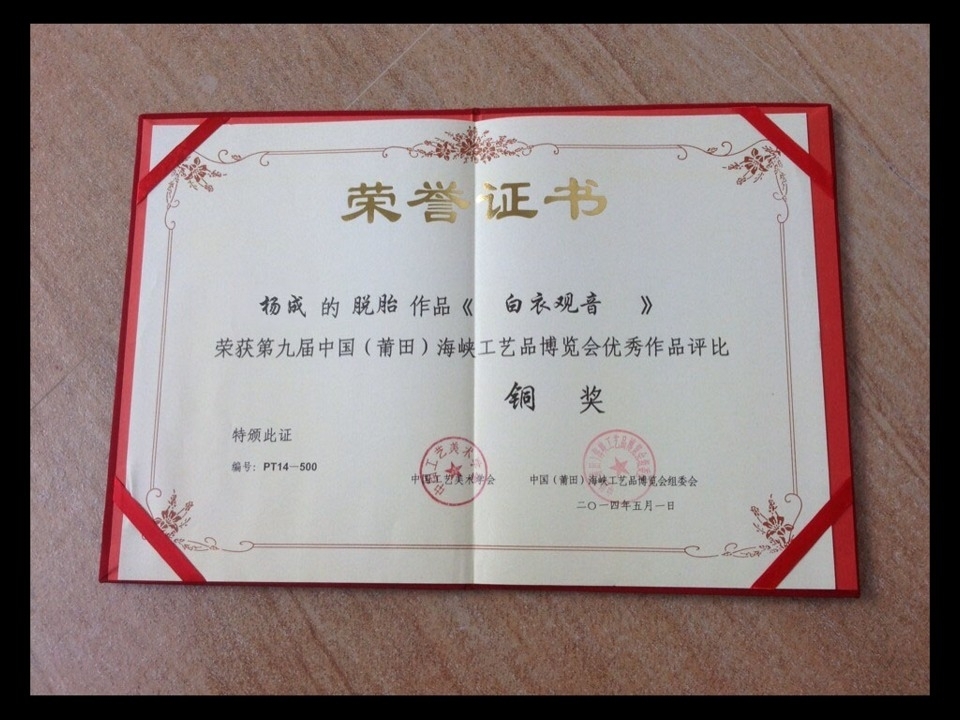 荣誉证书
杨成 的 脱胎 作品《 白衣观音 》
荣获第九届中国（莆田）海峡工艺品博览会优秀作品评比
铜 奖
特颁此证
编号：PT14—500
中国工艺美术学会
中国（莆田）海峡工艺品博览会组委会
二〇一四年五月一日